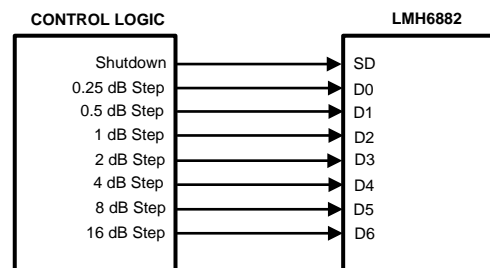 CONTROL LOGIC
LMH6882
Shutdown
SD
0.25 dB Step
D0
0.5 dB Step
D1
1 dB Step
D2
2 dB Step
D3
4 dB Step
D4
8 dB Step
D5
16 dB Step
D6